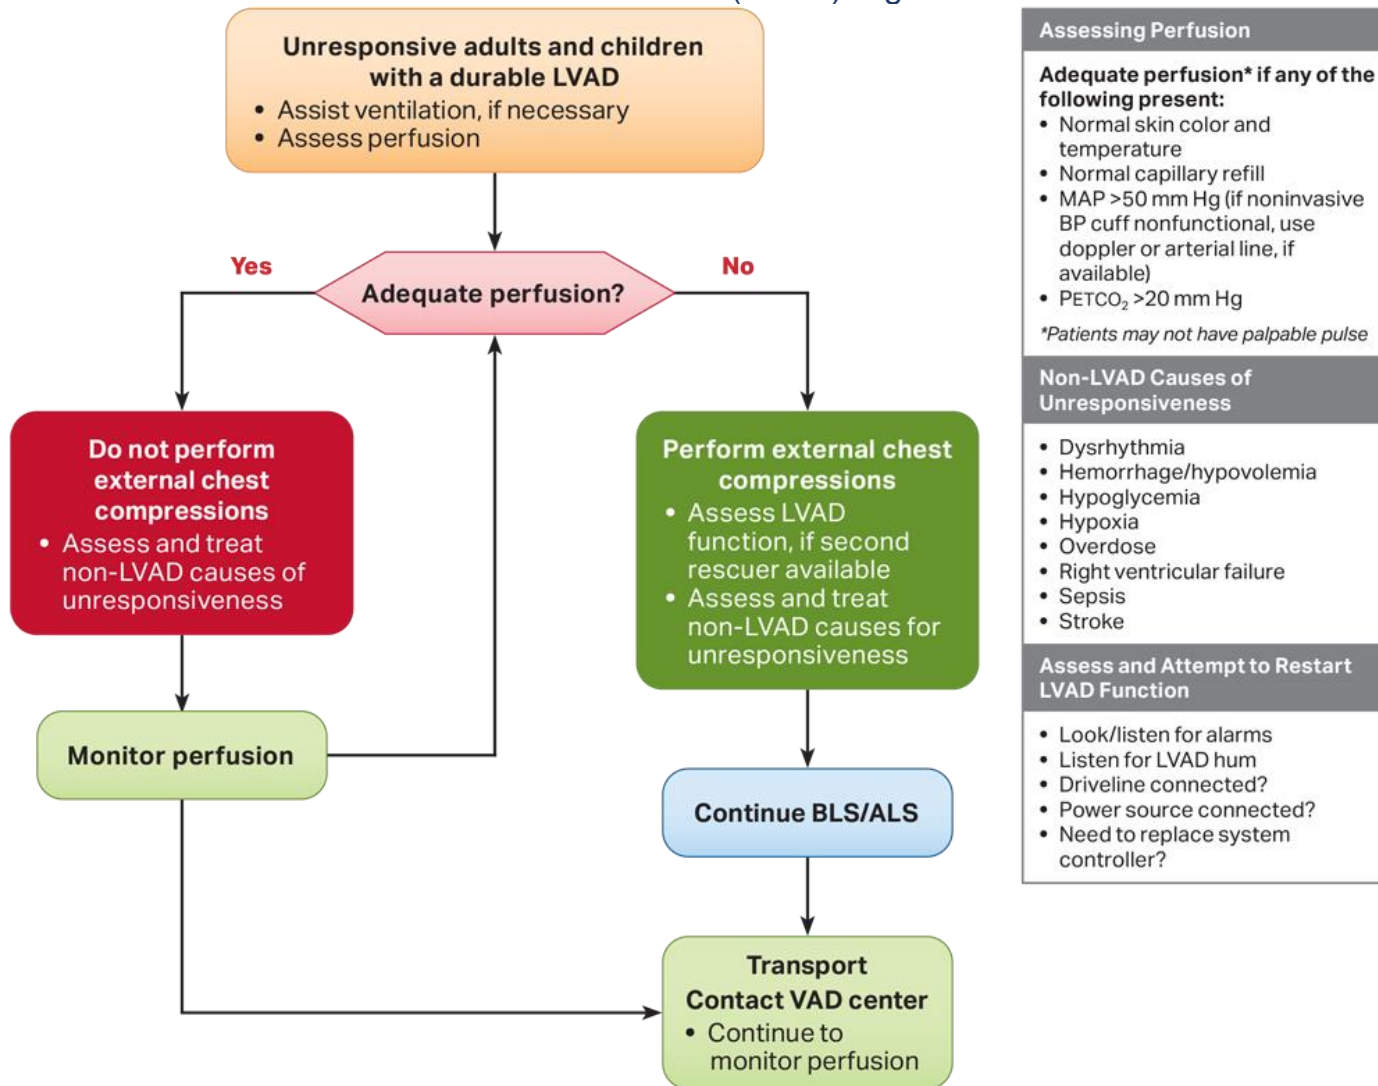 Unresponsive adults and children
with a durable LVAD
• Assist ventilation, if necessary
• Assess perfusion
Adequate perfusion?
Yes
No
Do not perform
external chest
compressions
• Assess and treat
non-LVAD causes of
unresponsiveness
Monitor perfusion
Perform external chest
compressions
• Assess LVAD
function, if second
rescuer available
• Assess and treat
non-LVAD causes for
unresponsiveness
Continue BLS/ALS
Transport
Contact VAD center
• Continue to
monitor perfusion
Assessing Perfusion
Adequate perfusion* if any of the
following present:
• Normal skin color and
temperature
• Normal capillary refill
• MAP >50 mm Hg (if noninvasive
BP cuff nonfunctional, use
doppler or arterial line, if
available)
• PETCO₂ >20 mm Hg
*Patients may not have palpable pulse
Non-LVAD Causes of
Unresponsiveness
• Dysrhythmia
• Hemorrhage/hypovolemia
• Hypoglycemia
• Hypoxia
• Overdose
• Right ventricular failure
• Sepsis
• Stroke
Assess and Attempt to Restart
LVAD Function
• Look/listen for alarms
• Listen for LVAD hum
• Driveline connected?
• Power source connected?
• Need to replace system
controller?